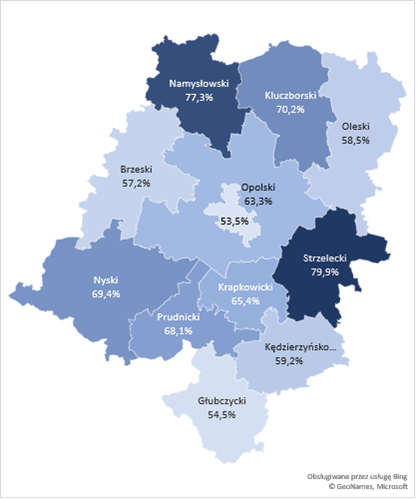 Namysłowski
77,3%
Kluczborski
70,2%
Oleski
58,5%
Brzeski
57,2%
Opolski
63,3%
53,5%
Strzelecki
79,9%
Nyski
69,4%
Krapkowicki
65,4%
Prudnicki
68,1%
Kędzierzyńsko...
59,2%
Głubczycki
54,5%
Obsługiwane przez usługę Bing
© GeoNames, Microsoft